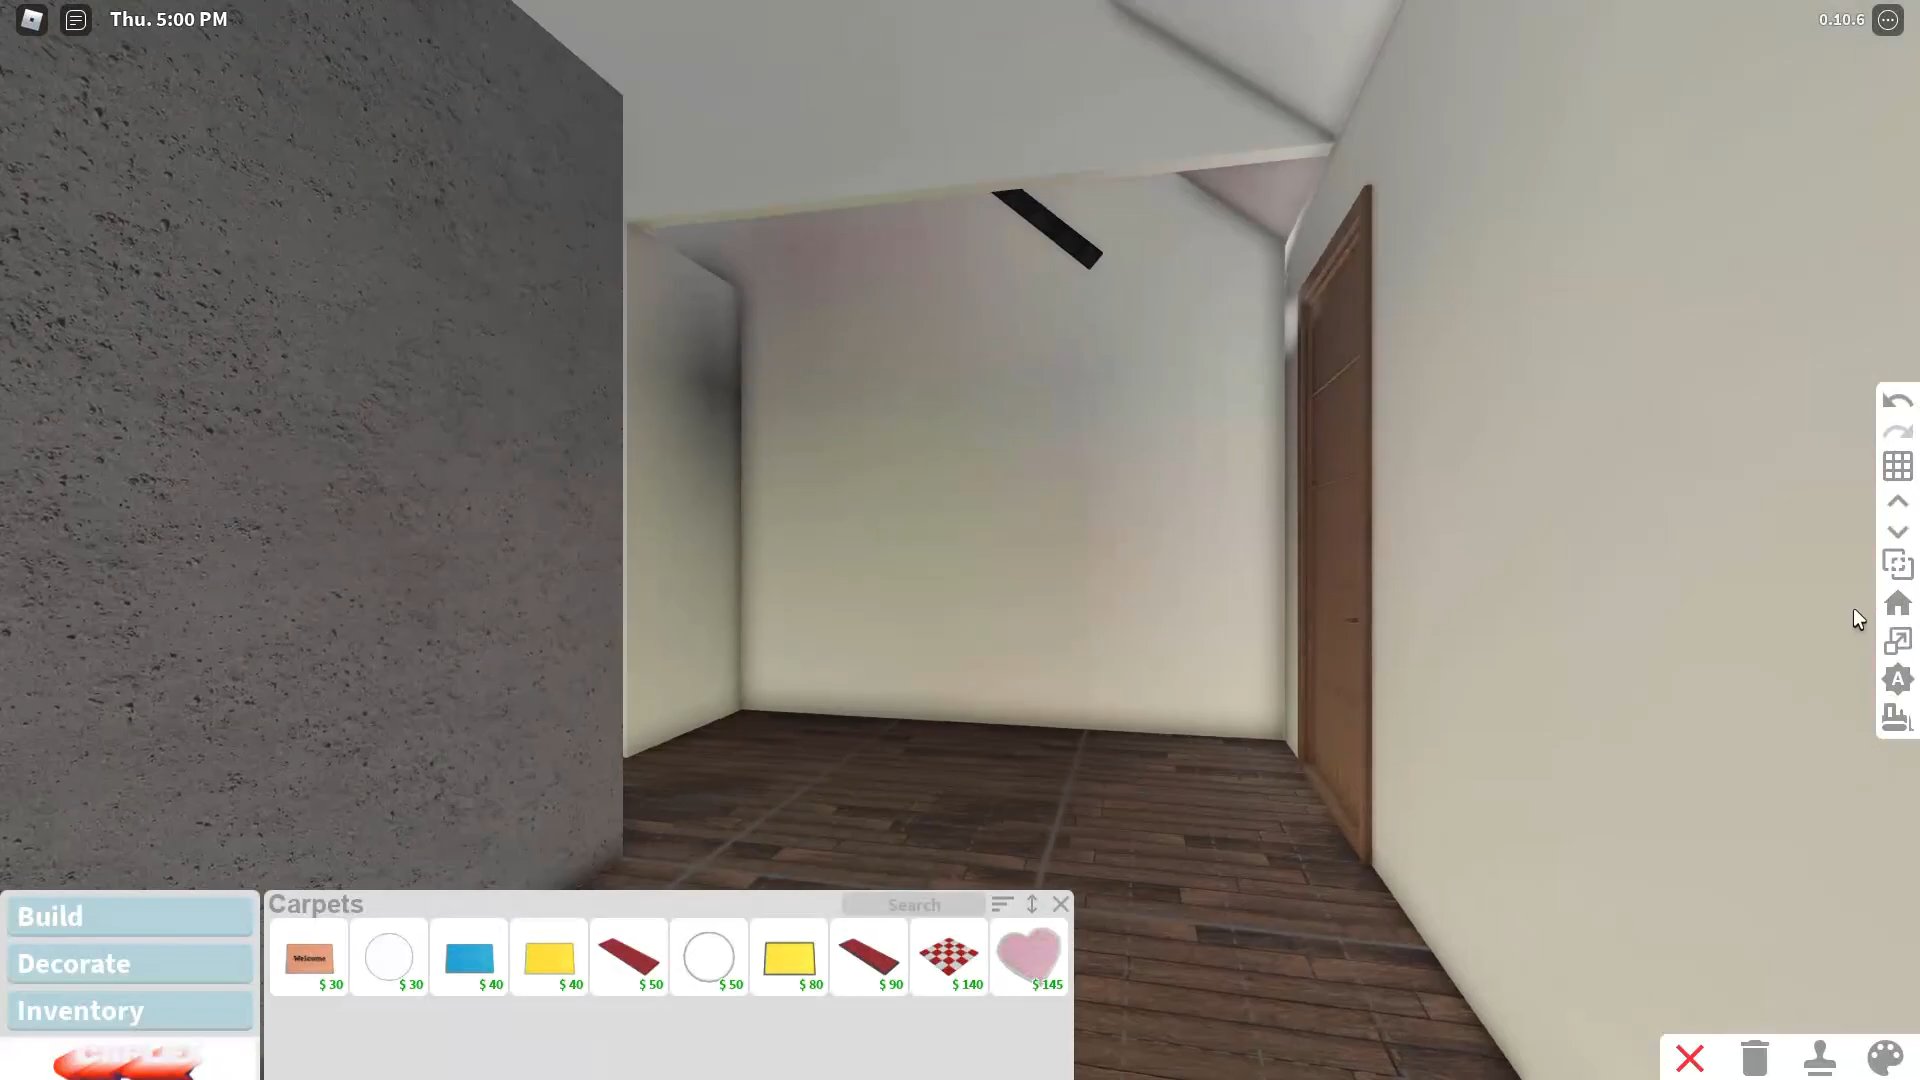 Thu. 5:00 PM
0.10.6
A
Build
Decorate
Inventory
Carpets
Search
Welcome
$ 30
$ 30
$ 40
$ 40
$ 50
$ 50
$ 80
$ 90
$ 140
$ 145